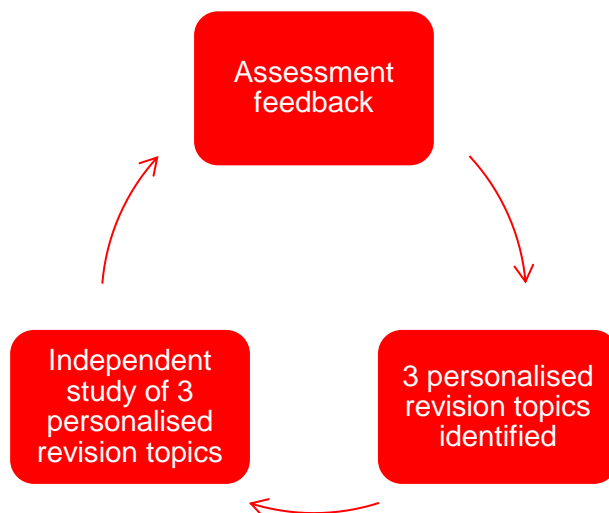 Assessment
feedback
3 personalised
revision topics
identified
Independent
study of 3
personalised
revision topics